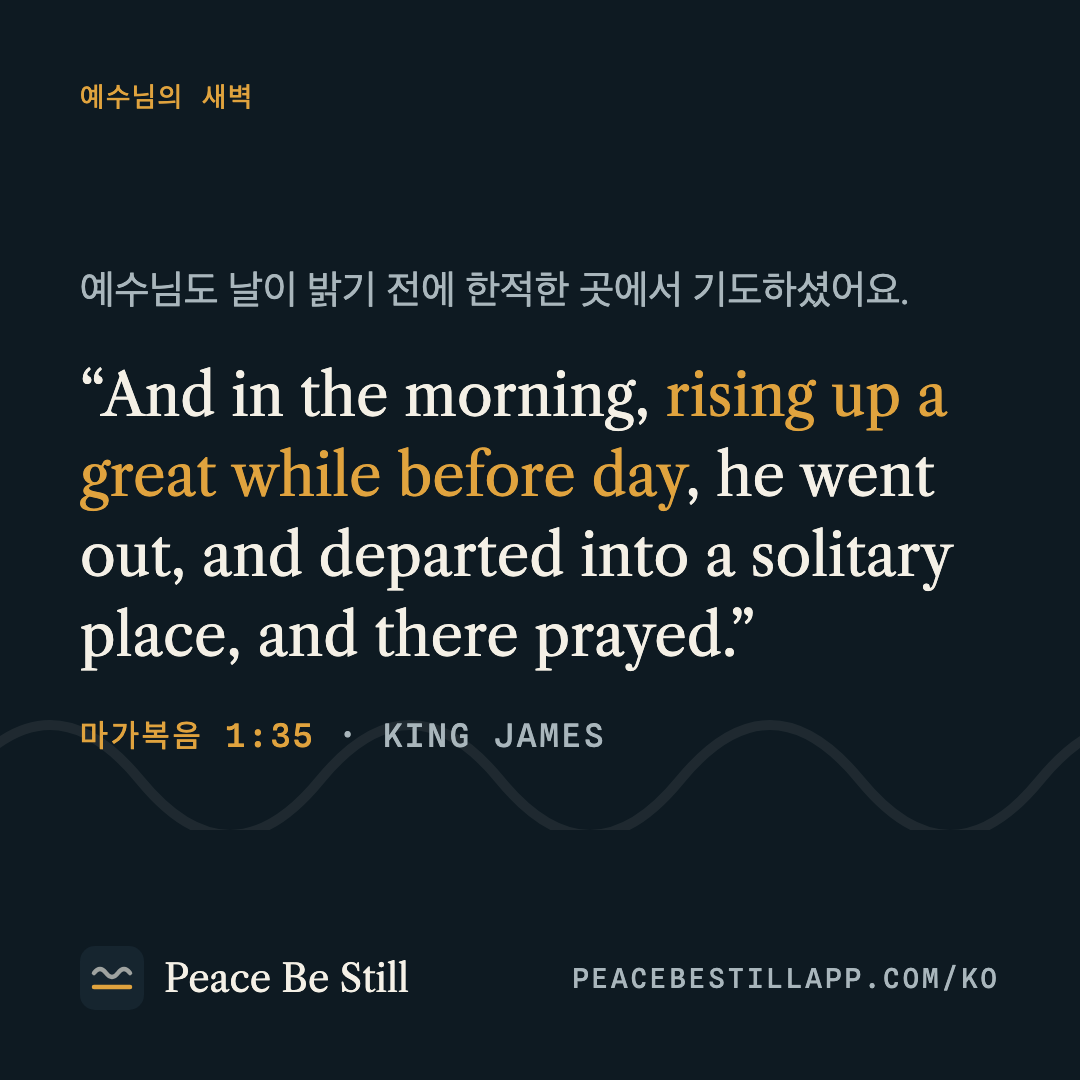 예수님의 새벽
예수님도 날이 밝기 전에 한적한 곳에서 기도하셨어요.
“And in the morning, rising up a
great while before day, he went
out, and departed into a solitary
place, and there prayed.”
마가복음 1:35 · KING JAMES
Peace Be Still
PEACEBESTILLAPP.COM/KO